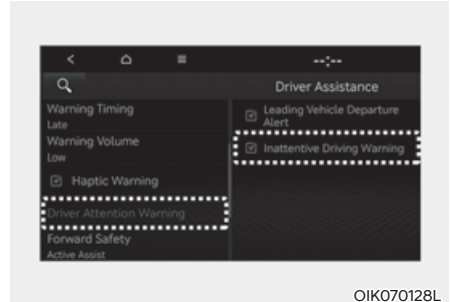 --:--
Driver Assistance
Warning Timing
Late
Warning Volume
Low
Haptic Warning
Driver Attention Warning
Forward Safety
Active Assist
Leading Vehicle Departure
Alert
Inattentive Driving Warning
OIK070128L